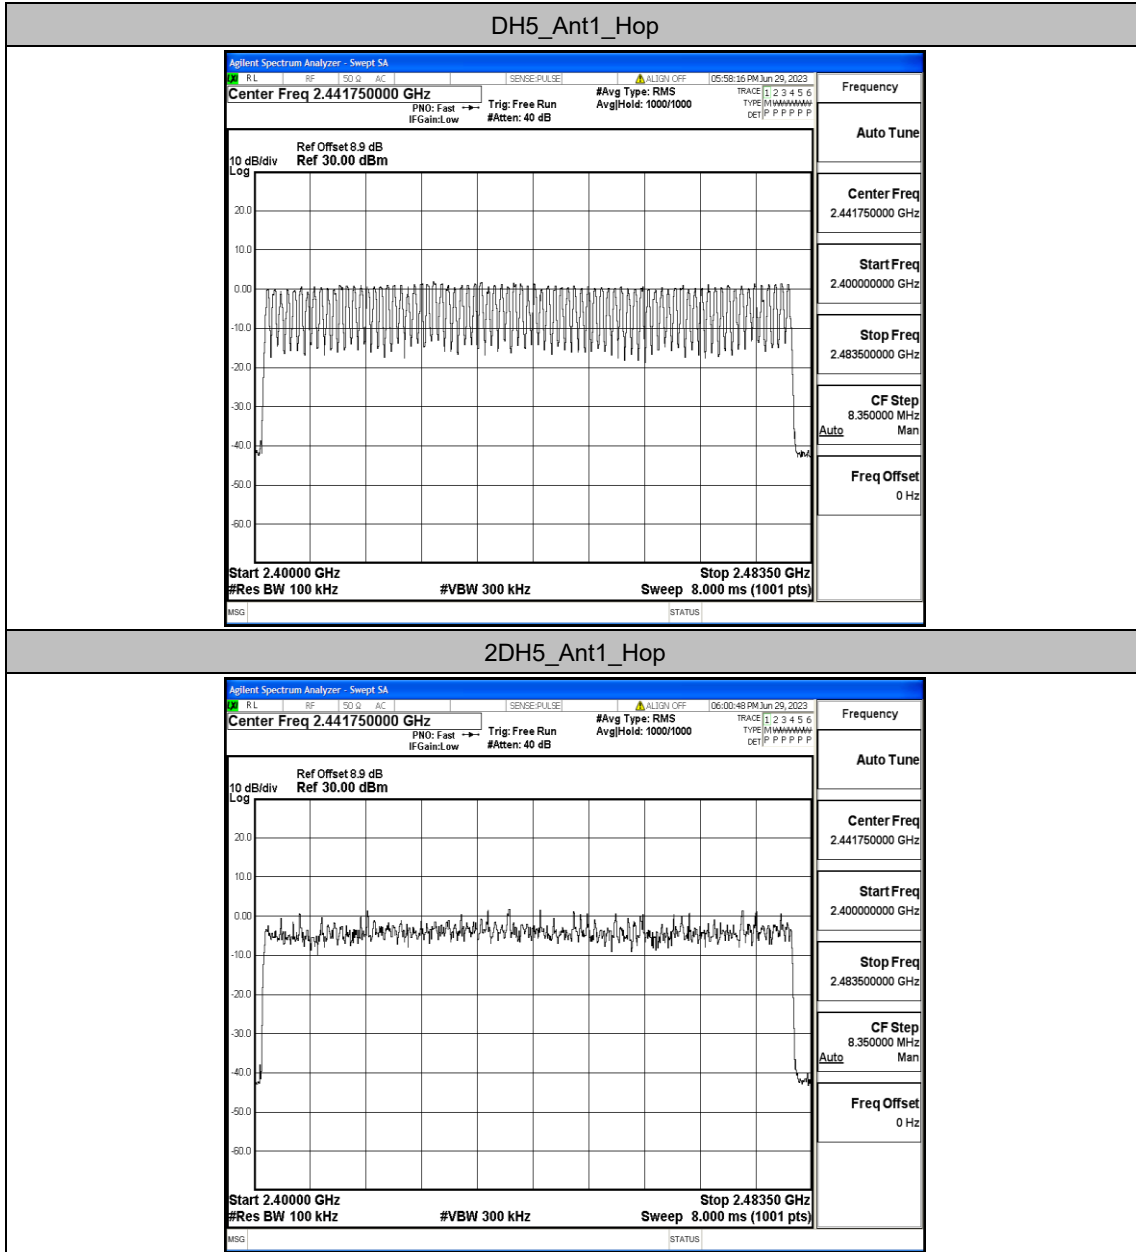 DH5_Ant1_Hop
Agilent Spectrum Analyzer - Swept SA
LXI RL RF 50 Ω AC SENSE:PULSE ALIGN OFF 05:58:16 PM Jun 29, 2023
Center Freq 2.441750000 GHz
PNO: Fast
IFGain:Low
Trig: Free Run
#Atten: 40 dB
#Avg Type: RMS
Avg|Hold: 1000/1000
TRACE 1 2 3 4 5 6
TYPE M W W W W W
DET P P P P P P
Ref Offset 8.9 dB
10 dB/div Ref 30.00 dBm
Log
20.0
10.0
0.00
-10.0
-20.0
-30.0
-40.0
-50.0
-60.0
Start 2.40000 GHz Stop 2.48350 GHz
#Res BW 100 kHz #VBW 300 kHz Sweep 8.000 ms (1001 pts)
MSG STATUS
Frequency
Auto Tune
Center Freq
2.441750000 GHz
Start Freq
2.400000000 GHz
Stop Freq
2.483500000 GHz
CF Step
8.350000 MHz
Auto Man
Freq Offset
0 Hz
2DH5_Ant1_Hop
Agilent Spectrum Analyzer - Swept SA
LXI RL RF 50 Ω AC SENSE:PULSE ALIGN OFF 06:00:48 PM Jun 29, 2023
Center Freq 2.441750000 GHz
PNO: Fast
IFGain:Low
Trig: Free Run
#Atten: 40 dB
#Avg Type: RMS
Avg|Hold: 1000/1000
TRACE 1 2 3 4 5 6
TYPE M W W W W W
DET P P P P P P
Ref Offset 8.9 dB
10 dB/div Ref 30.00 dBm
Log
20.0
10.0
0.00
-10.0
-20.0
-30.0
-40.0
-50.0
-60.0
Start 2.40000 GHz Stop 2.48350 GHz
#Res BW 100 kHz #VBW 300 kHz Sweep 8.000 ms (1001 pts)
MSG STATUS
Frequency
Auto Tune
Center Freq
2.441750000 GHz
Start Freq
2.400000000 GHz
Stop Freq
2.483500000 GHz
CF Step
8.350000 MHz
Auto Man
Freq Offset
0 Hz